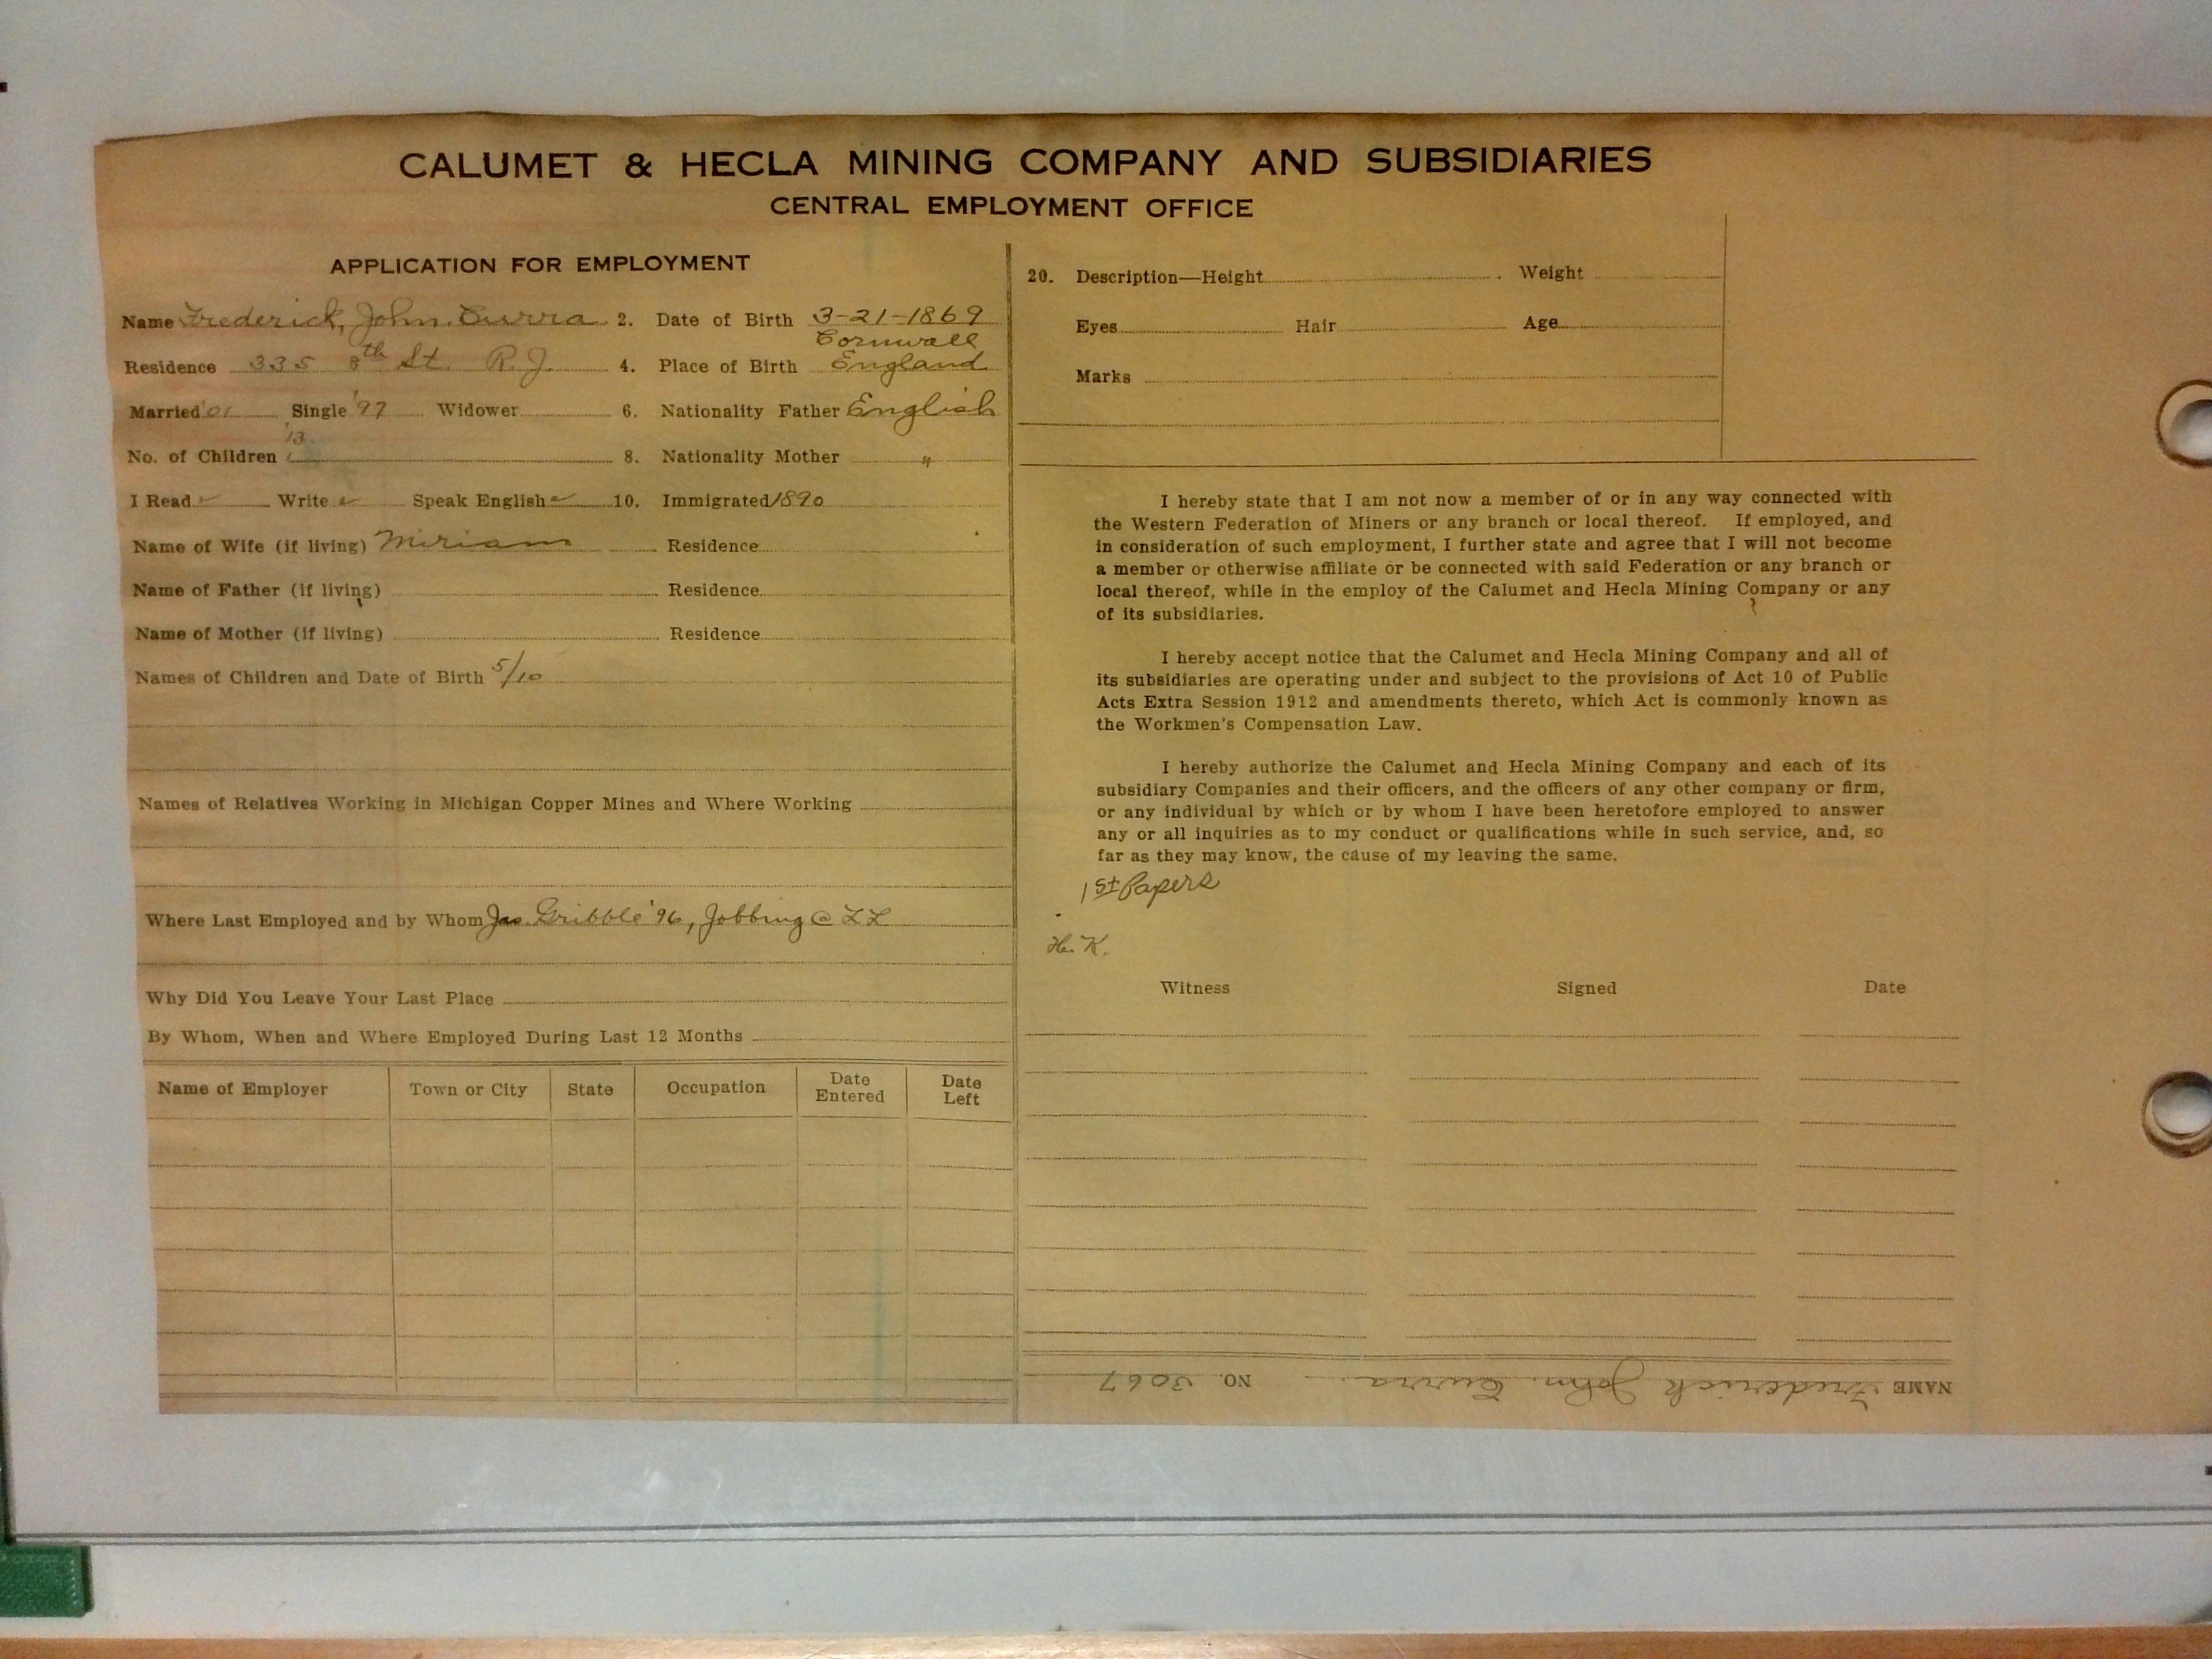 CALUMET & HECLA MINING COMPANY AND SUBSIDIARIES
CENTRAL EMPLOYMENT OFFICE
APPLICATION FOR EMPLOYMENT
Name Frederick, John. Curra 2. Date of Birth 3-21-1869
Cornwall
Residence 335 8th St. R.J. 4. Place of Birth England
Married '01 Single '97 Widower 6. Nationality Father English
'13
No. of Children 8. Nationality Mother "
I Read ✓ Write ✓ Speak English ✓ 10. Immigrated 1890
Name of Wife (if living) Miriam Residence
Name of Father (if living) Residence
Name of Mother (if living) Residence
Names of Children and Date of Birth 5/10
Names of Relatives Working in Michigan Copper Mines and Where Working
Where Last Employed and by Whom Jas. Gribble '96, Jobbing @ LL
Why Did You Leave Your Last Place
By Whom, When and Where Employed During Last 12 Months
Name of Employer Town or City State Occupation Date Entered Date Left
20. Description—Height Weight
Eyes Hair Age
Marks
I hereby state that I am not now a member of or in any way connected with
the Western Federation of Miners or any branch or local thereof. If employed, and
in consideration of such employment, I further state and agree that I will not become
a member or otherwise affiliate or be connected with said Federation or any branch or
local thereof, while in the employ of the Calumet and Hecla Mining Company or any
of its subsidiaries.
I hereby accept notice that the Calumet and Hecla Mining Company and all of
its subsidiaries are operating under and subject to the provisions of Act 10 of Public
Acts Extra Session 1912 and amendments thereto, which Act is commonly known as
the Workmen's Compensation Law.
I hereby authorize the Calumet and Hecla Mining Company and each of its
subsidiary Companies and their officers, and the officers of any other company or firm,
or any individual by which or by whom I have been heretofore employed to answer
any or all inquiries as to my conduct or qualifications while in such service, and, so
far as they may know, the cause of my leaving the same.
1st Papers
H. K.
Witness Signed Date
NAME Frederick John. Curra. NO. 3067